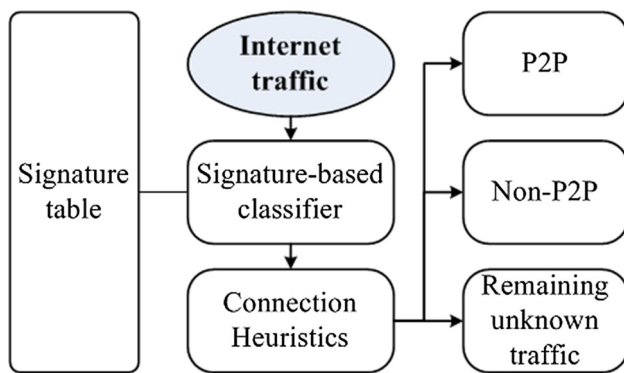 Internet
traffic
P2P
Signature
table
Signature-based
classifier
Non-P2P
Connection
Heuristics
Remaining
unknown
traffic